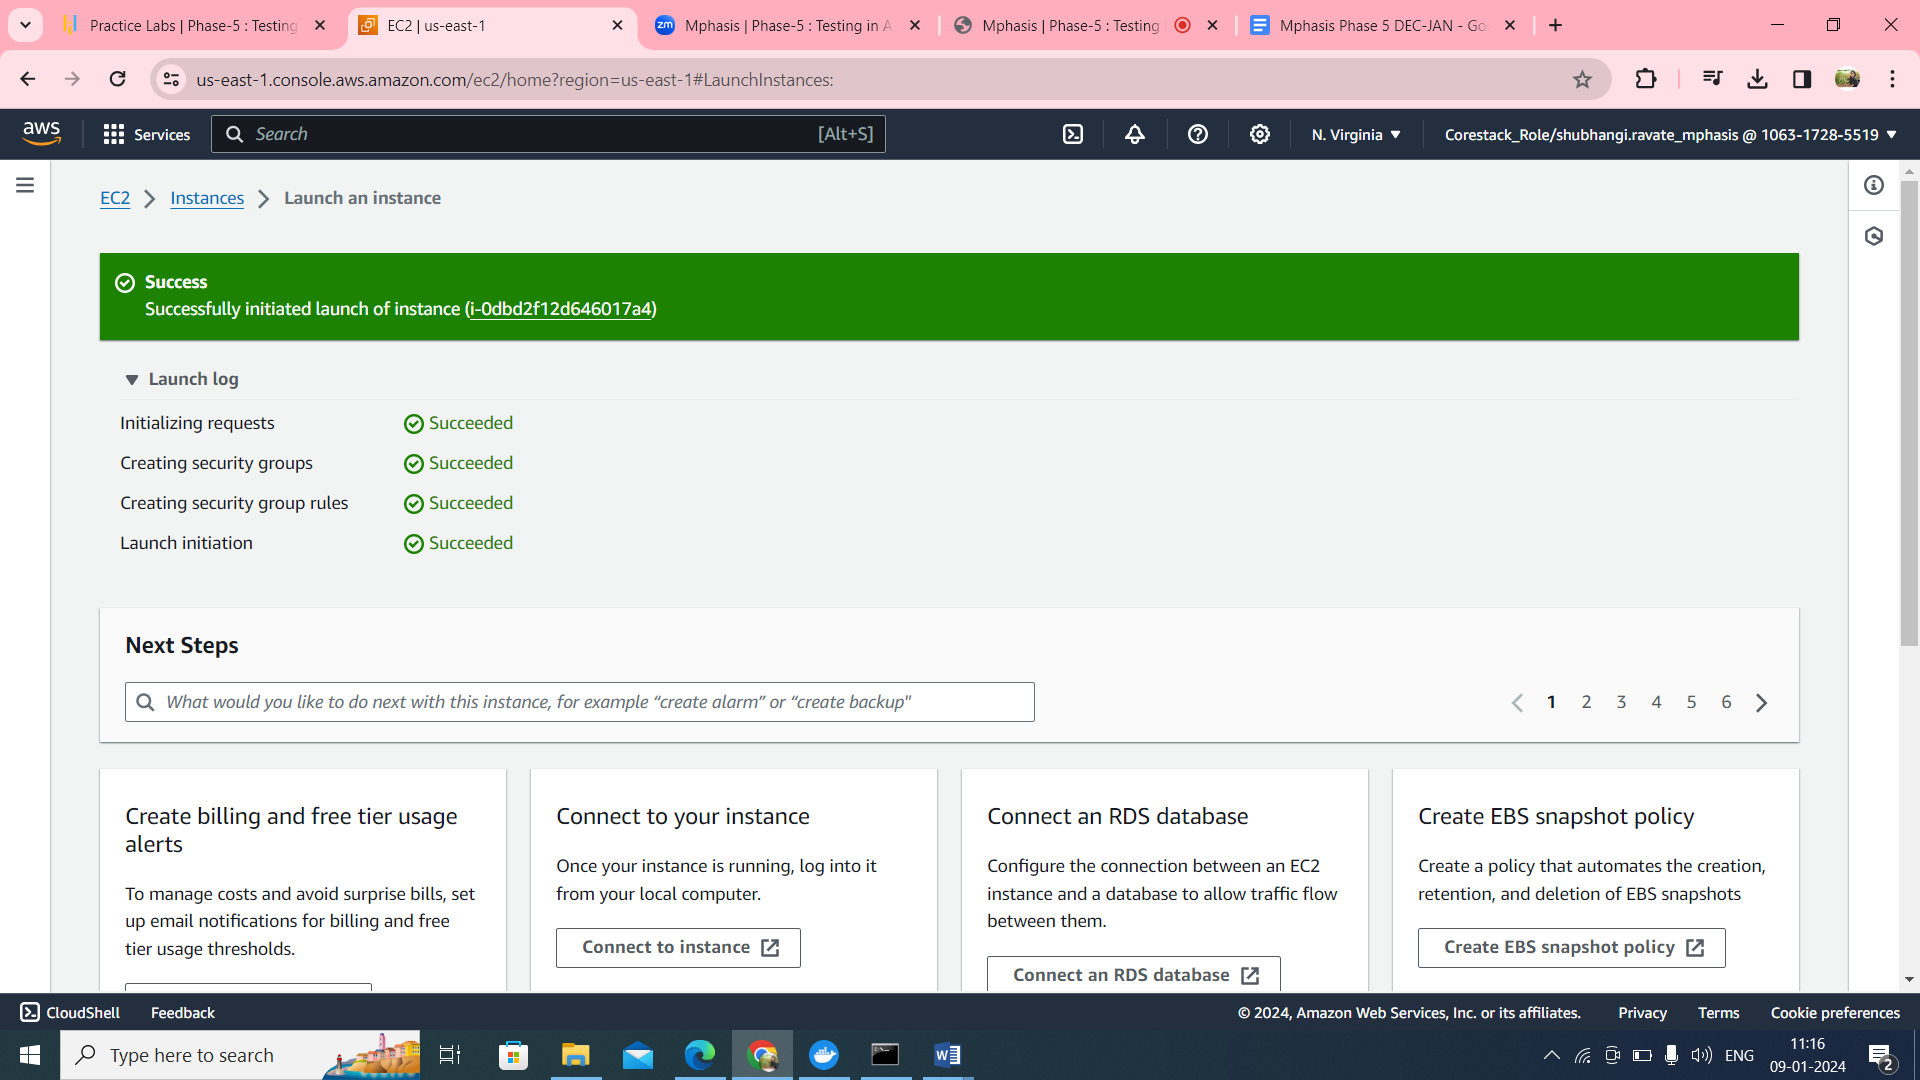 Practice Labs | Phase-5 : Testing
EC2 | us-east-1
zm
Mphasis | Phase-5 : Testing in A
Mphasis | Phase-5 : Testing
Mphasis Phase 5 DEC-JAN - Go
us-east-1.console.aws.amazon.com/ec2/home?region=us-east-1#LaunchInstances:
aws
Services
Search
[Alt+S]
N. Virginia
Corestack_Role/shubhangi.ravate_mphasis @ 1063-1728-5519
EC2
Instances
Launch an instance
Success
Successfully initiated launch of instance (i-0dbd2f12d646017a4)
Launch log
Initializing requests
Succeeded
Creating security groups
Succeeded
Creating security group rules
Succeeded
Launch initiation
Succeeded
Next Steps
What would you like to do next with this instance, for example “create alarm” or “create backup"
1 2 3 4 5 6
Create billing and free tier usage
alerts
To manage costs and avoid surprise bills, set
up email notifications for billing and free
tier usage thresholds.
Connect to your instance
Once your instance is running, log into it
from your local computer.
Connect to instance
Connect an RDS database
Configure the connection between an EC2
instance and a database to allow traffic flow
between them.
Connect an RDS database
Create EBS snapshot policy
Create a policy that automates the creation,
retention, and deletion of EBS snapshots
Create EBS snapshot policy
CloudShell
Feedback
© 2024, Amazon Web Services, Inc. or its affiliates.
Privacy
Terms
Cookie preferences
Type here to search
W
ENG
11:16
09-01-2024
2